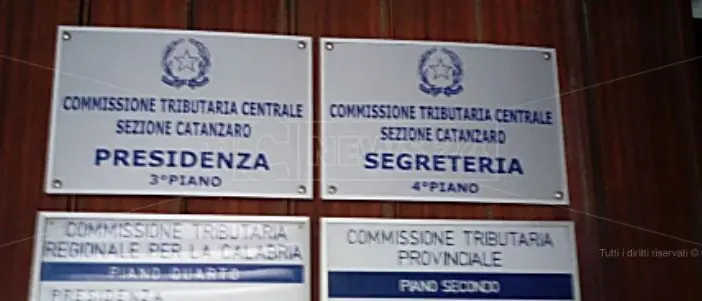 COMMISSIONE TRIBUTARIA CENTRALE
SEZIONE CATANZARO
PRESIDENZA
3°PIANO
COMMISSIONE TRIBUTARIA CENTRALE
SEZIONE CATANZARO
SEGRETERIA
4°PIANO
COMMISSIONE TRIBUTARIA
REGIONALE PER LA CALABRIA
PIANO QUARTO
PRESIDENZA
COMMISSIONE TRIBUTARIA
PROVINCIALE
PIANO SECONDO
Tutti i diritti riservati ©